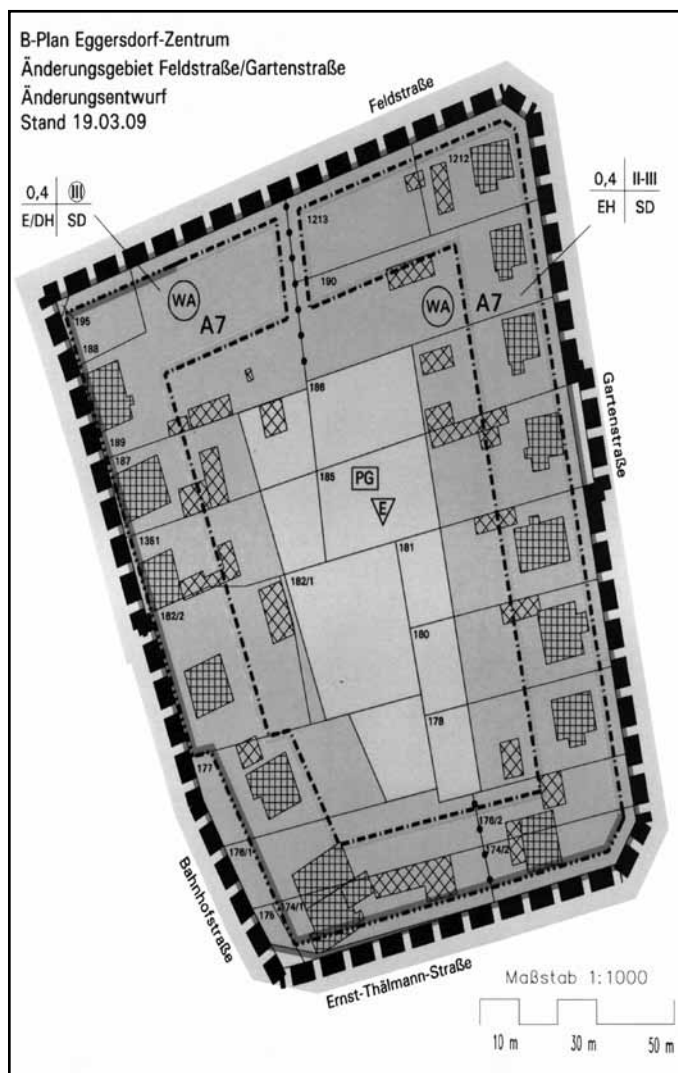 B-Plan Eggersdorf-Zentrum
Änderungsgebiet Feldstraße/Gartenstraße
Änderungsentwurf
Stand 19.03.09
Feldstraße
0,4 III
E/DH SD
0,4 II-III
EH SD
1212
1213
190
WA
A7
WA
A7
195
188
186
189
187
185
PG
E
Gartenstraße
1351
181
182/1
182/2
180
178
177
176/2
176/1
174/2
175
174/1
Bahnhofstraße
Ernst-Thälmann-Straße
Maßstab 1:1000
10 m 30 m 50 m